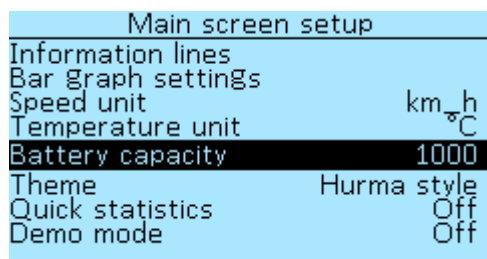 Main screen setup
Information lines
Bar graph settings
Speed unit km_h
Temperature unit °C
Battery capacity 1000
Theme Hurma style
Quick statistics Off
Demo mode Off